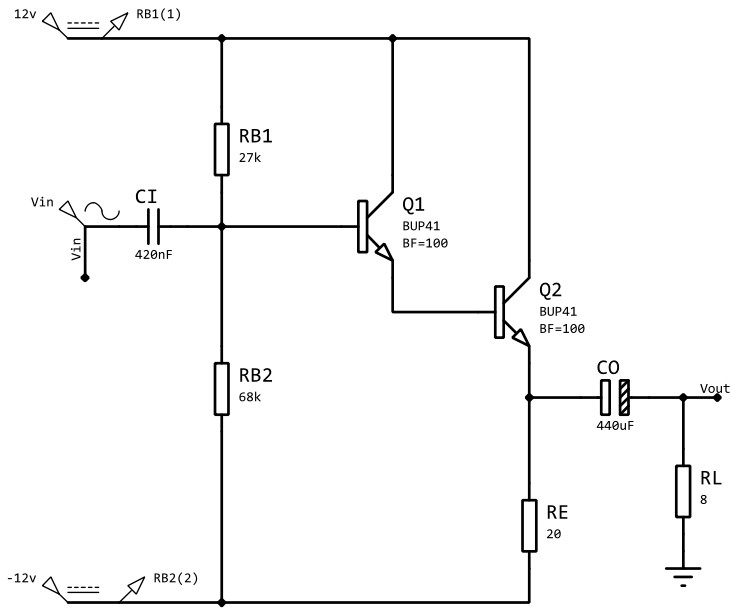 12v
RB1(1)
RB1
27k
Vin
CI
420nF
Vin
Q1
BUP41
BF=100
Q2
BUP41
BF=100
RB2
68k
CO
440uF
Vout
RL
8
RE
20
-12v
RB2(2)